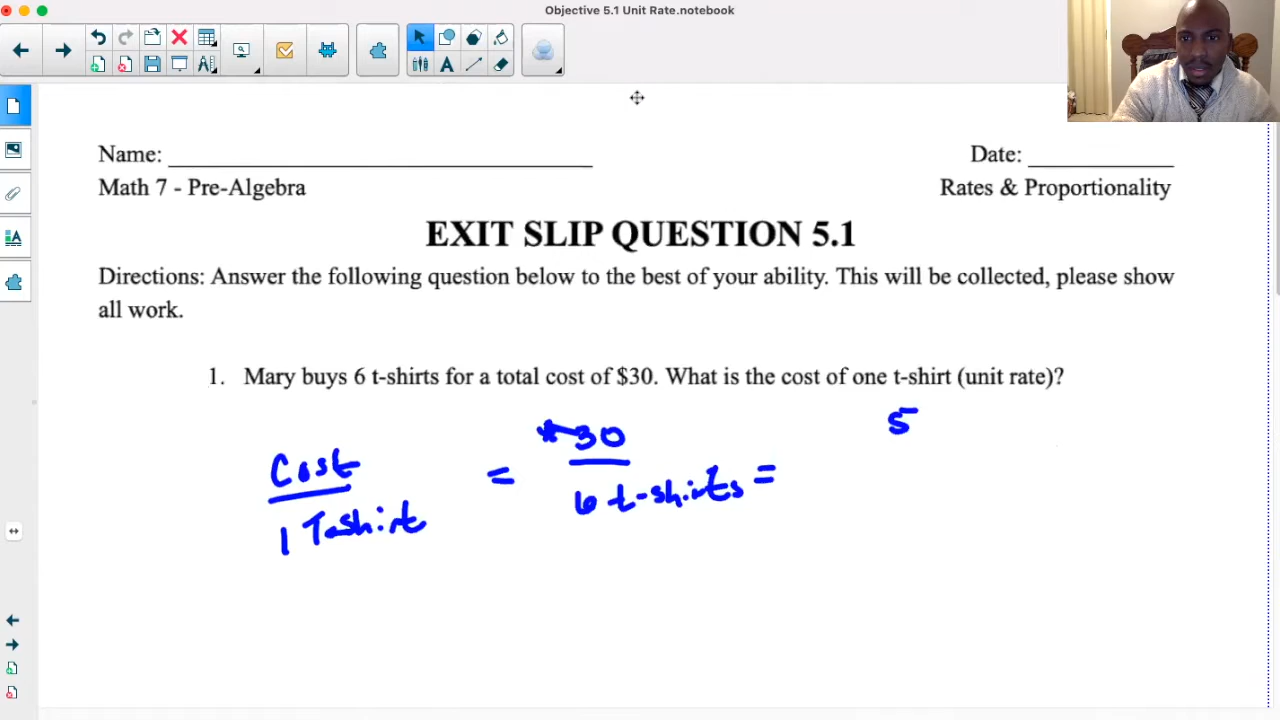 Objective 5.1 Unit Rate.notebook
Name: ____________________ Date: ____________
Math 7 - Pre-Algebra Rates & Proportionality
EXIT SLIP QUESTION 5.1
Directions: Answer the following question below to the best of your ability. This will be collected, please show
all work.
1. Mary buys 6 t-shirts for a total cost of $30. What is the cost of one t-shirt (unit rate)?
5
Cost = 30 =
1 T-shirt 6 t-shirts